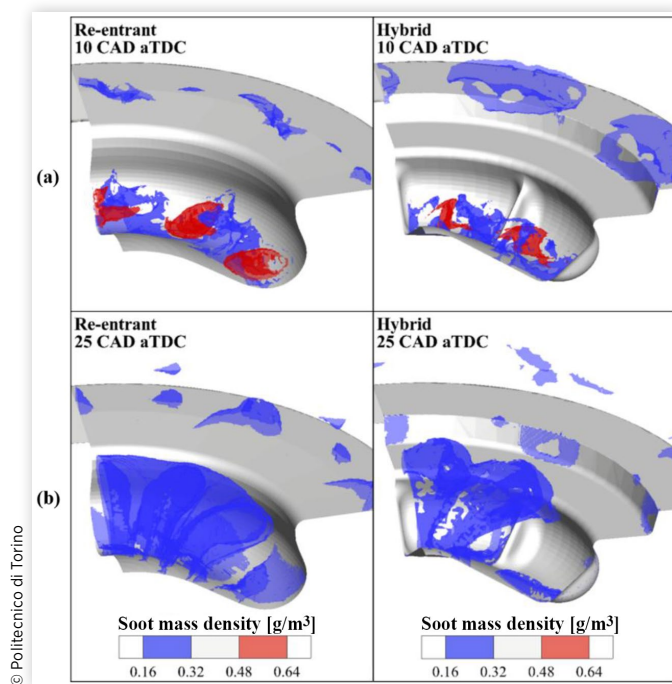 Re-entrant
10 CAD aTDC
Hybrid
10 CAD aTDC
(a)
Re-entrant
25 CAD aTDC
Hybrid
25 CAD aTDC
(b)
Soot mass density [g/m³]
0.16 0.32 0.48 0.64
Soot mass density [g/m³]
0.16 0.32 0.48 0.64
© Politecnico di Torino